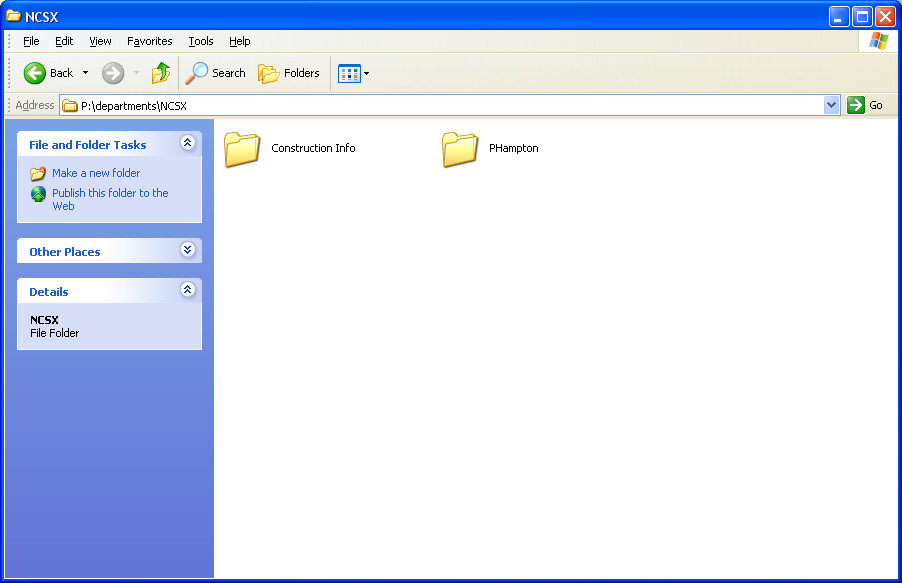 NCSX
File Edit View Favorites Tools Help
Back Search Folders
Address P:\departments\NCSX Go
File and Folder Tasks
Make a new folder
Publish this folder to the
Web
Other Places
Details
NCSX
File Folder
Construction Info PHampton